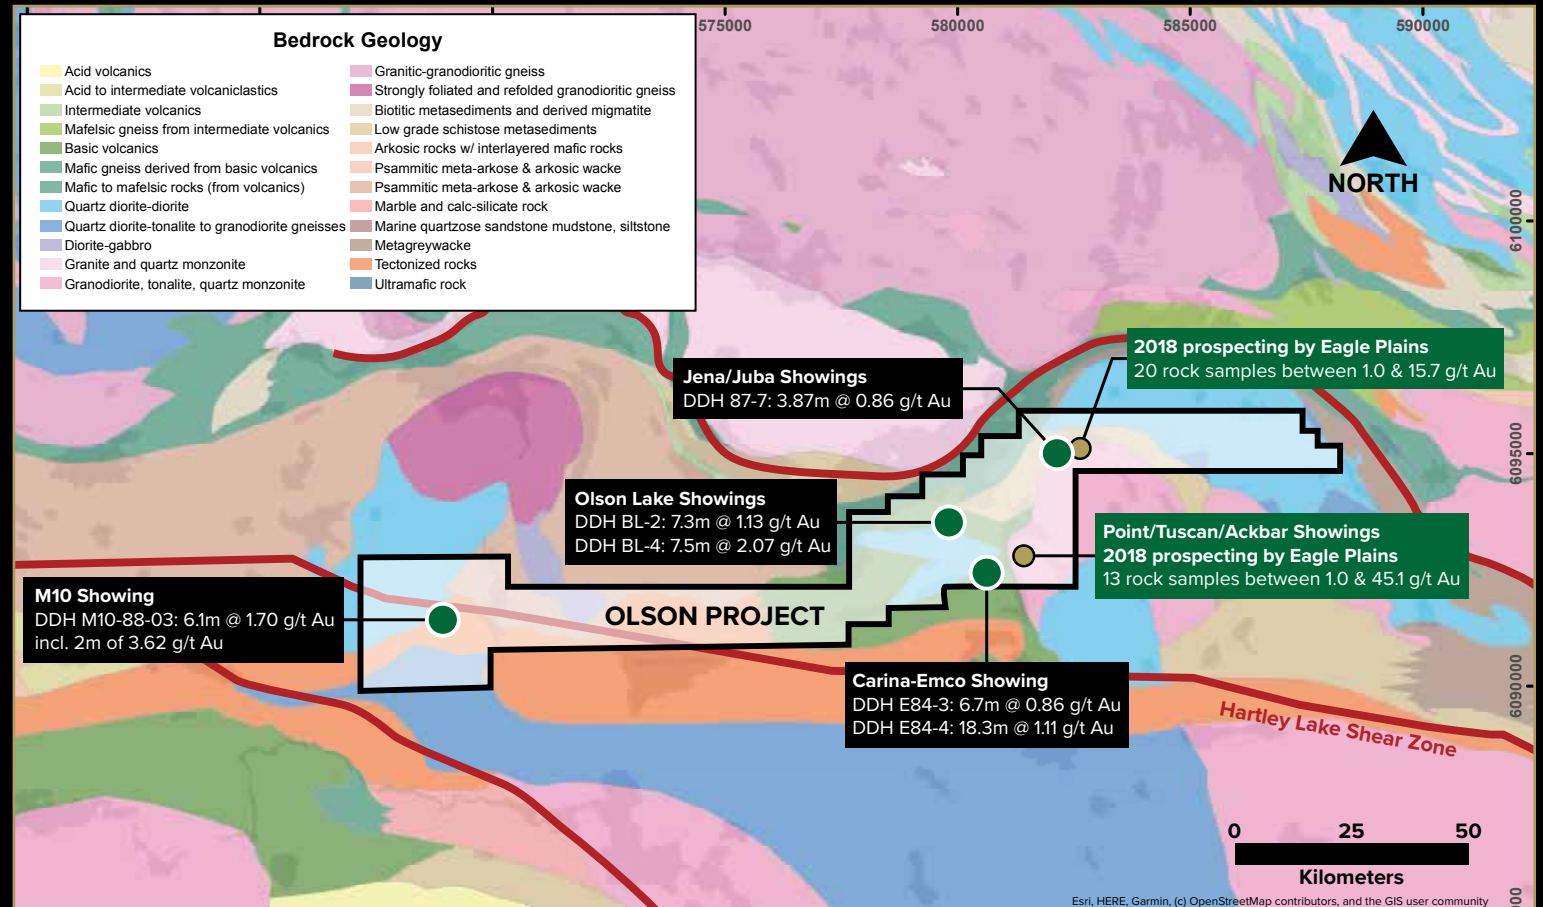 575000
580000
585000
590000
Bedrock Geology
Acid volcanics
Acid to intermediate volcaniclastics
Intermediate volcanics
Mafelsic gneiss from intermediate volcanics
Basic volcanics
Mafic gneiss derived from basic volcanics
Mafic to mafelsic rocks (from volcanics)
Quartz diorite-diorite
Quartz diorite-tonalite to granodiorite gneisses
Diorite-gabbro
Granite and quartz monzonite
Granodiorite, tonalite, quartz monzonite
Granitic-granodioritic gneiss
Strongly foliated and refolded granodioritic gneiss
Biotitic metasediments and derived migmatite
Low grade schistose metasediments
Arkosic rocks w/ interlayered mafic rocks
Psammitic meta-arkose & arkosic wacke
Psammitic meta-arkose & arkosic wacke
Marble and calc-silicate rock
Marine quartzose sandstone mudstone, siltstone
Metagreywacke
Tectonized rocks
Ultramafic rock
NORTH
6100000
2018 prospecting by Eagle Plains
20 rock samples between 1.0 & 15.7 g/t Au
Jena/Juba Showings
DDH 87-7: 3.87m @ 0.86 g/t Au
6095000
Olson Lake Showings
DDH BL-2: 7.3m @ 1.13 g/t Au
DDH BL-4: 7.5m @ 2.07 g/t Au
Point/Tuscan/Ackbar Showings
2018 prospecting by Eagle Plains
13 rock samples between 1.0 & 45.1 g/t Au
M10 Showing
DDH M10-88-03: 6.1m @ 1.70 g/t Au
incl. 2m of 3.62 g/t Au
OLSON PROJECT
Carina-Emco Showing
DDH E84-3: 6.7m @ 0.86 g/t Au
DDH E84-4: 18.3m @ 1.11 g/t Au
6090000
Hartley Lake Shear Zone
0 25 50
Kilometers
Esri, HERE, Garmin, (c) OpenStreetMap contributors, and the GIS user community